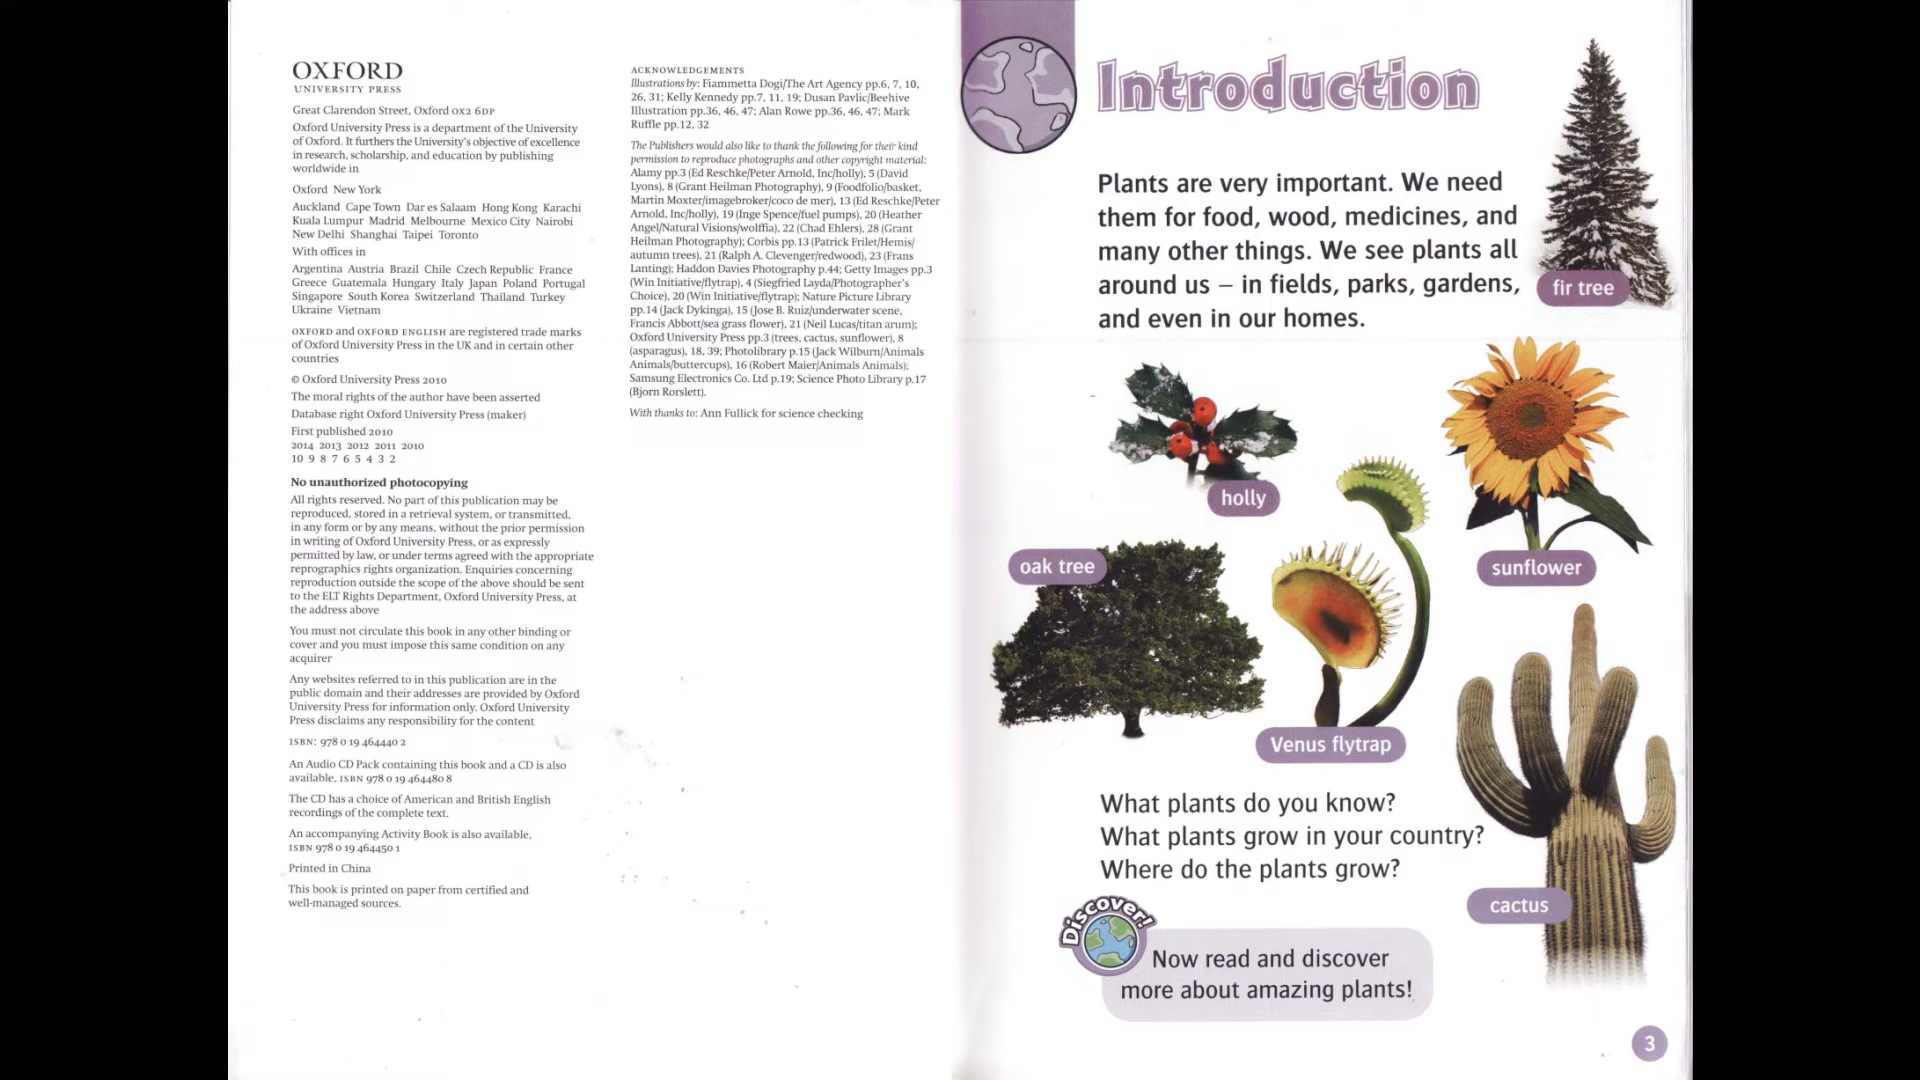 OXFORD
UNIVERSITY PRESS
Great Clarendon Street, Oxford OX2 6DP
Oxford University Press is a department of the University
of Oxford. It furthers the University's objective of excellence
in research, scholarship, and education by publishing
worldwide in
Oxford New York
Auckland Cape Town Dar es Salaam Hong Kong Karachi
Kuala Lumpur Madrid Melbourne Mexico City Nairobi
New Delhi Shanghai Taipei Toronto
With offices in
Argentina Austria Brazil Chile Czech Republic France
Greece Guatemala Hungary Italy Japan Poland Portugal
Singapore South Korea Switzerland Thailand Turkey
Ukraine Vietnam
OXFORD and OXFORD ENGLISH are registered trade marks
of Oxford University Press in the UK and in certain other
countries
© Oxford University Press 2010
The moral rights of the author have been asserted
Database right Oxford University Press (maker)
First published 2010
2014 2013 2012 2011 2010
10 9 8 7 6 5 4 3 2
No unauthorized photocopying
All rights reserved. No part of this publication may be
reproduced, stored in a retrieval system, or transmitted,
in any form or by any means, without the prior permission
in writing of Oxford University Press, or as expressly
permitted by law, or under terms agreed with the appropriate
reprographics rights organization. Enquiries concerning
reproduction outside the scope of the above should be sent
to the ELT Rights Department, Oxford University Press, at
the address above
You must not circulate this book in any other binding or
cover and you must impose this same condition on any
acquirer
Any websites referred to in this publication are in the
public domain and their addresses are provided by Oxford
University Press for information only. Oxford University
Press disclaims any responsibility for the content
ISBN: 978 0 19 464440 2
An Audio CD Pack containing this book and a CD is also
available, ISBN 978 0 19 464480 8
The CD has a choice of American and British English
recordings of the complete text.
An accompanying Activity Book is also available,
ISBN 978 0 19 464450 1
Printed in China
This book is printed on paper from certified and
well-managed sources.
ACKNOWLEDGEMENTS
Illustrations by: Fiammetta Dogi/The Art Agency pp.6, 7, 10,
26, 31; Kelly Kennedy pp.7, 11, 19; Dusan Pavlic/Beehive
Illustration pp.36, 46, 47; Alan Rowe pp.36, 46, 47; Mark
Ruffle pp.12, 32
The Publishers would also like to thank the following for their kind
permission to reproduce photographs and other copyright material:
Alamy pp.3 (Ed Reschke/Peter Arnold, Inc/holly), 5 (David
Lyons), 8 (Grant Heilman Photography), 9 (Foodfolio/basket,
Martin Moxter/imagebroker/coco de mer), 13 (Ed Reschke/Peter
Arnold, Inc/holly), 19 (Inge Spence/fuel pumps), 20 (Heather
Angel/Natural Visions/wolffia), 22 (Chad Ehlers), 28 (Grant
Heilman Photography); Corbis pp.13 (Patrick Frilet/Hemis/
autumn trees), 21 (Ralph A. Clevenger/redwood), 23 (Frans
Lanting); Haddon Davies Photography p.44; Getty Images pp.3
(Win Initiative/flytrap), 4 (Siegfried Layda/Photographer's
Choice), 20 (Win Initiative/flytrap); Nature Picture Library
pp.14 (Jack Dykinga), 15 (Jose B. Ruiz/underwater scene,
Francis Abbott/sea grass flower), 21 (Neil Lucas/titan arum);
Oxford University Press pp.3 (trees, cactus, sunflower), 8
(asparagus), 18, 39; Photolibrary p.15 (Jack Wilburn/Animals
Animals/buttercups), 16 (Robert Maier/Animals Animals);
Samsung Electronics Co. Ltd p.19; Science Photo Library p.17
(Bjorn Rorslett).
With thanks to: Ann Fullick for science checking
Introduction
Plants are very important. We need
them for food, wood, medicines, and
many other things. We see plants all
around us – in fields, parks, gardens,
and even in our homes.
fir tree
holly
sunflower
oak tree
Venus flytrap
What plants do you know?
What plants grow in your country?
Where do the plants grow?
cactus
Discover!
Now read and discover
more about amazing plants!
3